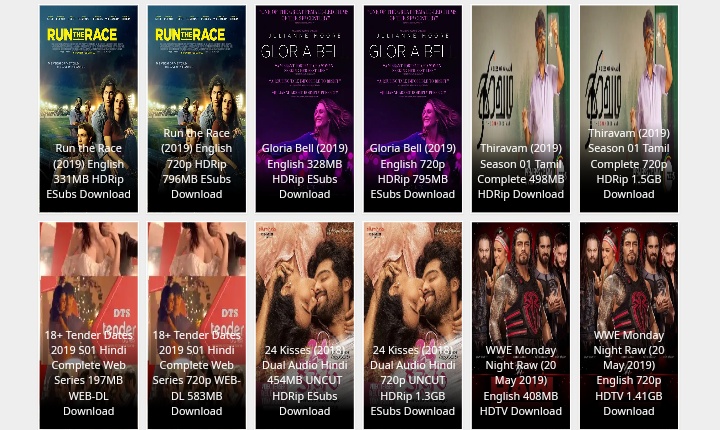 RUN THE RACE
Run the Race
(2019) English
331MB HDRip
ESubs Download
RUN THE RACE
Run the Race
(2019) English
720p HDRip
796MB ESubs
Download
JULIANNE MOORE
GLORIA BELL
Gloria Bell (2019)
English 328MB
HDRip ESubs
Download
JULIANNE MOORE
GLORIA BELL
Gloria Bell (2019)
English 720p
HDRip 795MB
ESubs Download
Thiravam (2019)
Season 01 Tamil
Complete 498MB
HDRip Download
Thiravam (2019)
Season 01 Tamil
Complete 720p
HDRip 1.5GB
Download
DTS
tender
18+ Tender Dates
2019 S01 Hindi
Complete Web
Series 197MB
WEB-DL
Download
DTS
tender
18+ Tender Dates
2019 S01 Hindi
Complete Web
Series 720p WEB-
DL 583MB
Download
24 Kisses (2018)
Dual Audio Hindi
454MB UNCUT
HDRip ESubs
Download
24 Kisses (2018)
Dual Audio Hindi
720p UNCUT
HDRip 1.3GB
ESubs Download
WWE Monday
Night Raw (20
May 2019)
English 408MB
HDTV Download
WWE Monday
Night Raw (20
May 2019)
English 720p
HDTV 1.41GB
Download